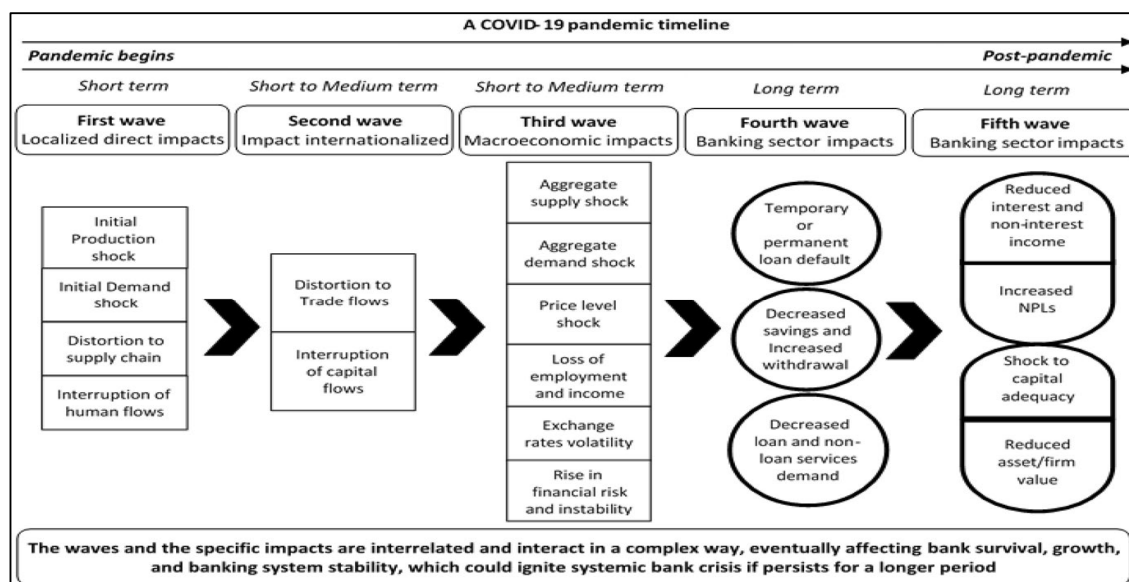 A COVID-19 pandemic timeline
Pandemic begins
Post-pandemic
Short term
Short to Medium term
Short to Medium term
Long term
Long term
First wave
Localized direct impacts
Second wave
Impact internationalized
Third wave
Macroeconomic impacts
Fourth wave
Banking sector impacts
Fifth wave
Banking sector impacts
Initial
Production
shock
Initial Demand
shock
Distortion to
supply chain
Interruption of
human flows
Distortion to
Trade flows
Interruption
of capital
flows
Aggregate
supply shock
Aggregate
demand shock
Price level
shock
Loss of
employment
and income
Exchange
rates volatility
Rise in
financial risk
and instability
Temporary
or
permanent
loan default
Decreased
savings and
Increased
withdrawal
Decreased
loan and non-
loan services
demand
Reduced
interest and
non-interest
income
Increased
NPLs
Shock to
capital
adequacy
Reduced
asset/firm
value
The waves and the specific impacts are interrelated and interact in a complex way, eventually affecting bank survival, growth,
and banking system stability, which could ignite systemic bank crisis if persists for a longer period